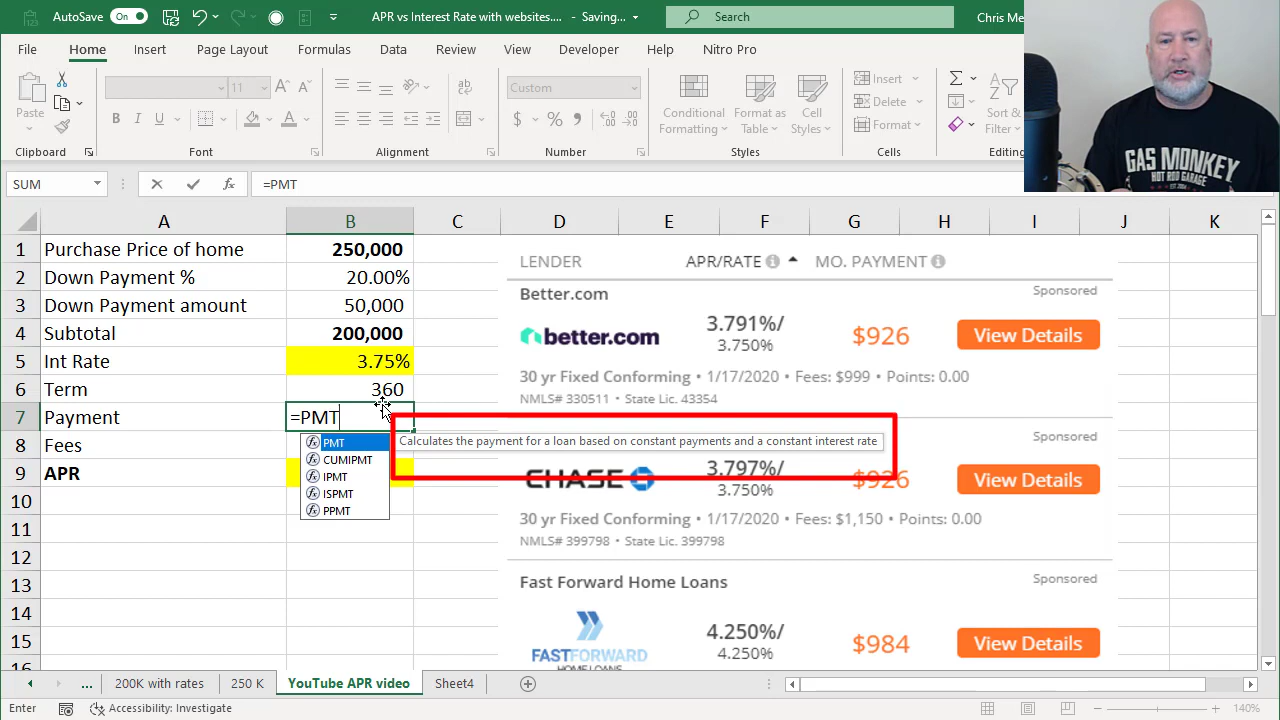 AutoSave On APR vs Interest Rate with websites.... - Saving... Search Chris Me
File Home Insert Page Layout Formulas Data Review View Developer Help Nitro Pro
11 Custom
Paste B I U $ % Conditional Formatting Format as Table Cell Styles Insert Delete Format Sort & Filter
Clipboard Font Alignment Number Styles Cells Editing
SUM fx =PMT
A B C D E F G H I J K
1 Purchase Price of home 250,000
2 Down Payment % 20.00%
3 Down Payment amount 50,000
4 Subtotal 200,000
5 Int Rate 3.75%
6 Term 360
7 Payment =PMT
8 Fees
9 APR
10
11
12
13
14
15
16
PMT
CUMIPMT
IPMT
ISPMT
PPMT
Calculates the payment for a loan based on constant payments and a constant interest rate
LENDER APR/RATE MO. PAYMENT
Better.com Sponsored
better.com 3.791%/ $926 View Details
3.750%
30 yr Fixed Conforming • 1/17/2020 • Fees: $999 • Points: 0.00
NMLS# 330511 • State Lic. 43354
Sponsored
CHASE 3.797%/ $926 View Details
3.750%
30 yr Fixed Conforming • 1/17/2020 • Fees: $1,150 • Points: 0.00
NMLS# 399798 • State Lic. 399798
Fast Forward Home Loans Sponsored
4.250%/ $984 View Details
4.250%
FASTFORWARD
HOME LOANS
GAS MONKEY
HOT ROD GARAGE
... 200K with rates 250 K YouTube APR video Sheet4
Enter Accessibility: Investigate 140%